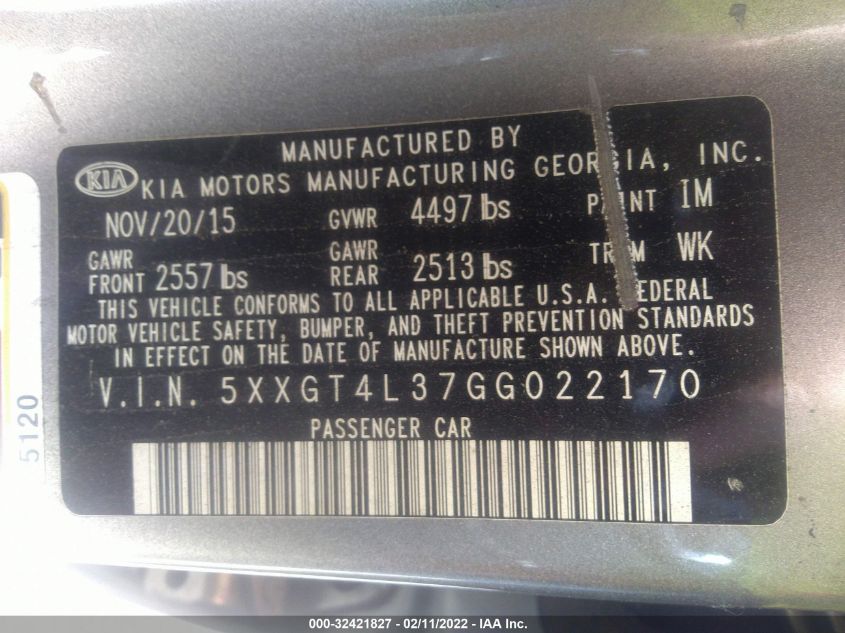 MANUFACTURED BY
KIA KIA MOTORS MANUFACTURING GEORGIA, INC.
NOV/20/15 GVWR 4497 lbs PAINT IM
GAWR FRONT 2557 lbs GAWR REAR 2513 lbs TRIM WK
THIS VEHICLE CONFORMS TO ALL APPLICABLE U.S.A. FEDERAL
MOTOR VEHICLE SAFETY, BUMPER, AND THEFT PREVENTION STANDARDS
IN EFFECT ON THE DATE OF MANUFACTURE SHOWN ABOVE.
V.I.N. 5XXGT4L37GG022170
PASSENGER CAR
5120
000-32421827 - 02/11/2022 - IAA Inc.